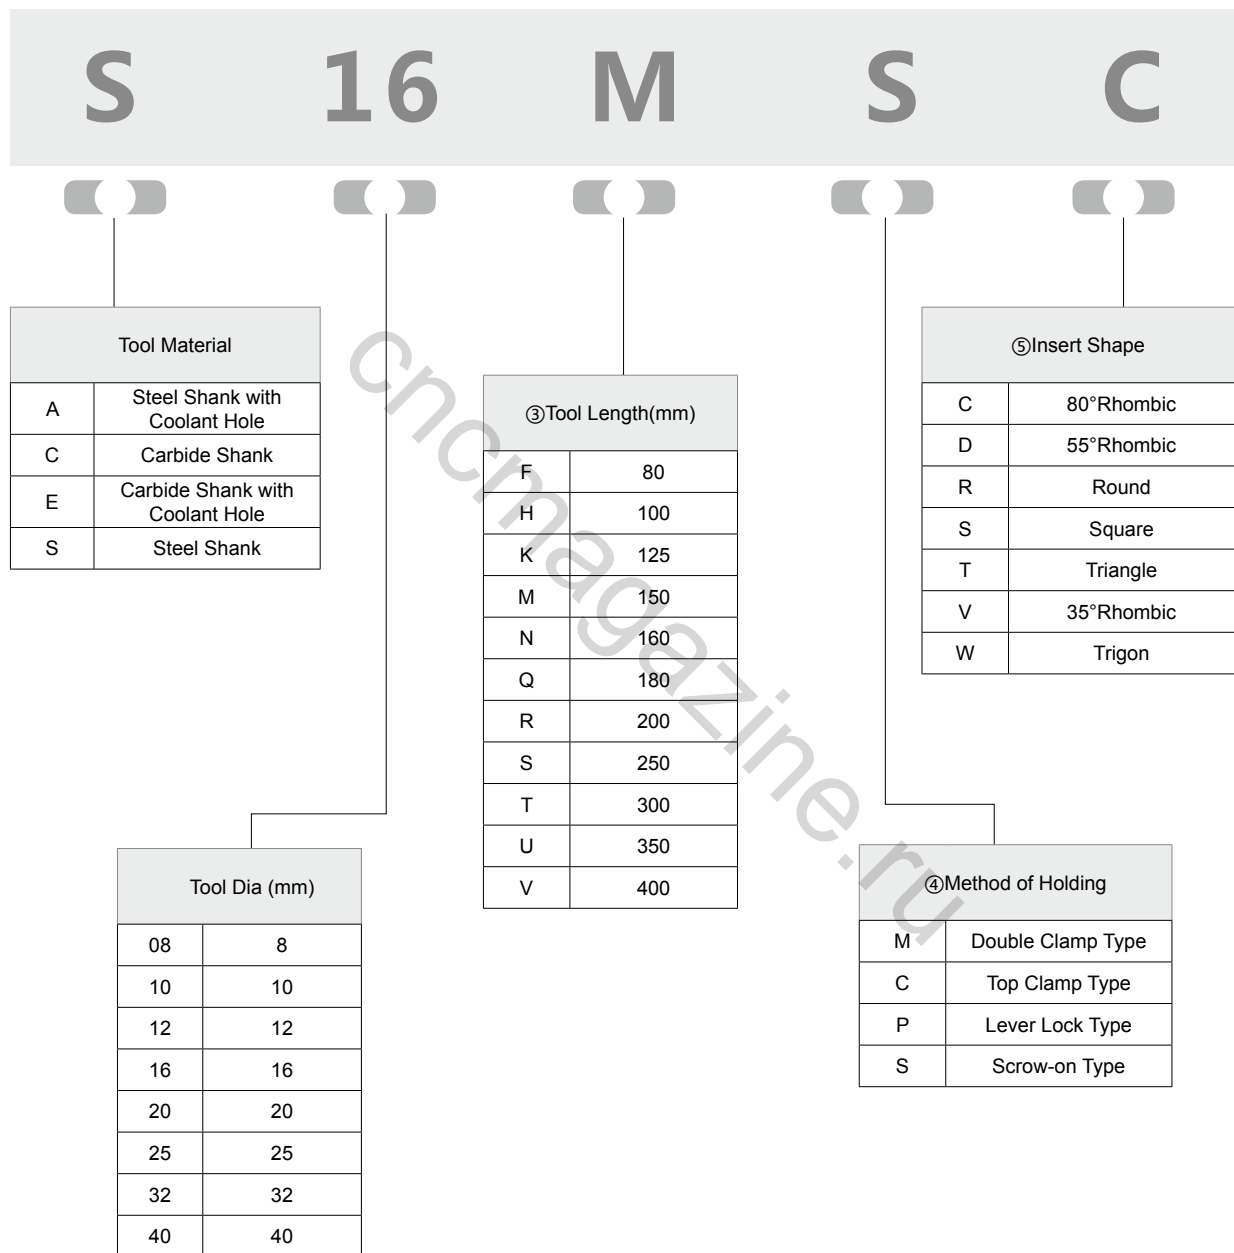 S 16 M S C
Tool Material
A Steel Shank with
Coolant Hole
C Carbide Shank
E Carbide Shank with
Coolant Hole
S Steel Shank
Tool Dia (mm)
08 8
10 10
12 12
16 16
20 20
25 25
32 32
40 40
③Tool Length(mm)
F 80
H 100
K 125
M 150
N 160
Q 180
R 200
S 250
T 300
U 350
V 400
④Method of Holding
M Double Clamp Type
C Top Clamp Type
P Lever Lock Type
S Scrow-on Type
⑤Insert Shape
C 80°Rhombic
D 55°Rhombic
R Round
S Square
T Triangle
V 35°Rhombic
W Trigon
cncmagazine.ru